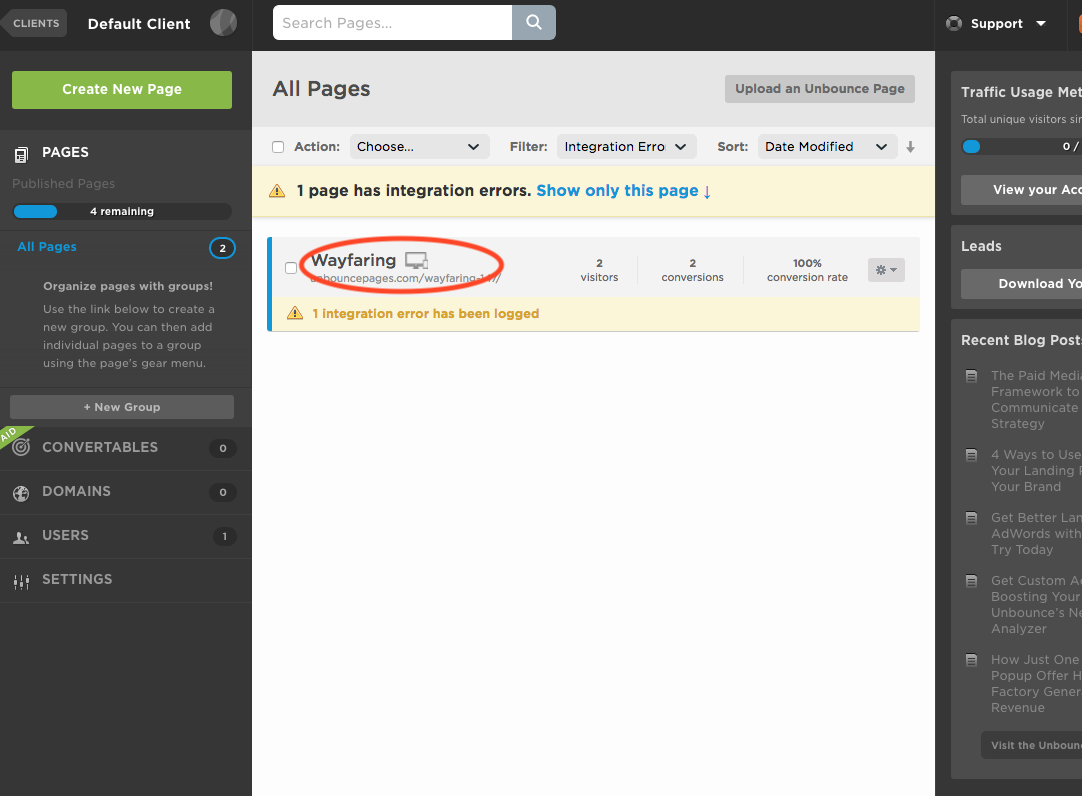 CLIENTS
Default Client
Search Pages...
Support
Create New Page
PAGES
Published Pages
4 remaining
All Pages
2
Organize pages with groups!
Use the link below to create a
new group. You can then add
individual pages to a group
using the page's gear menu.
+ New Group
AID
CONVERTABLES
0
DOMAINS
0
USERS
1
SETTINGS
All Pages
Upload an Unbounce Page
Action:
Choose...
Filter:
Integration Erro
Sort:
Date Modified
1 page has integration errors. Show only this page ↓
Wayfaring
unbouncepages.com/wayfaring-147/
2
visitors
2
conversions
100%
conversion rate
1 integration error has been logged
Traffic Usage Met
Total unique visitors sin
0 /
View your Acc
Leads
Download Yo
Recent Blog Posts
The Paid Media
Framework to
Communicate
Strategy
4 Ways to Use
Your Landing P
Your Brand
Get Better Lan
AdWords with
Try Today
Get Custom Ad
Boosting Your
Unbounce's Ne
Analyzer
How Just One
Popup Offer H
Factory Gener
Revenue
Visit the Unboun